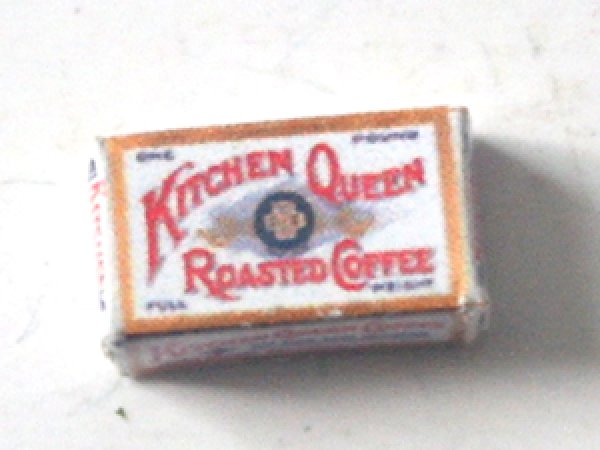 ONE POUND
KITCHEN QUEEN
ROASTED COFFEE
FULL WEIGHT